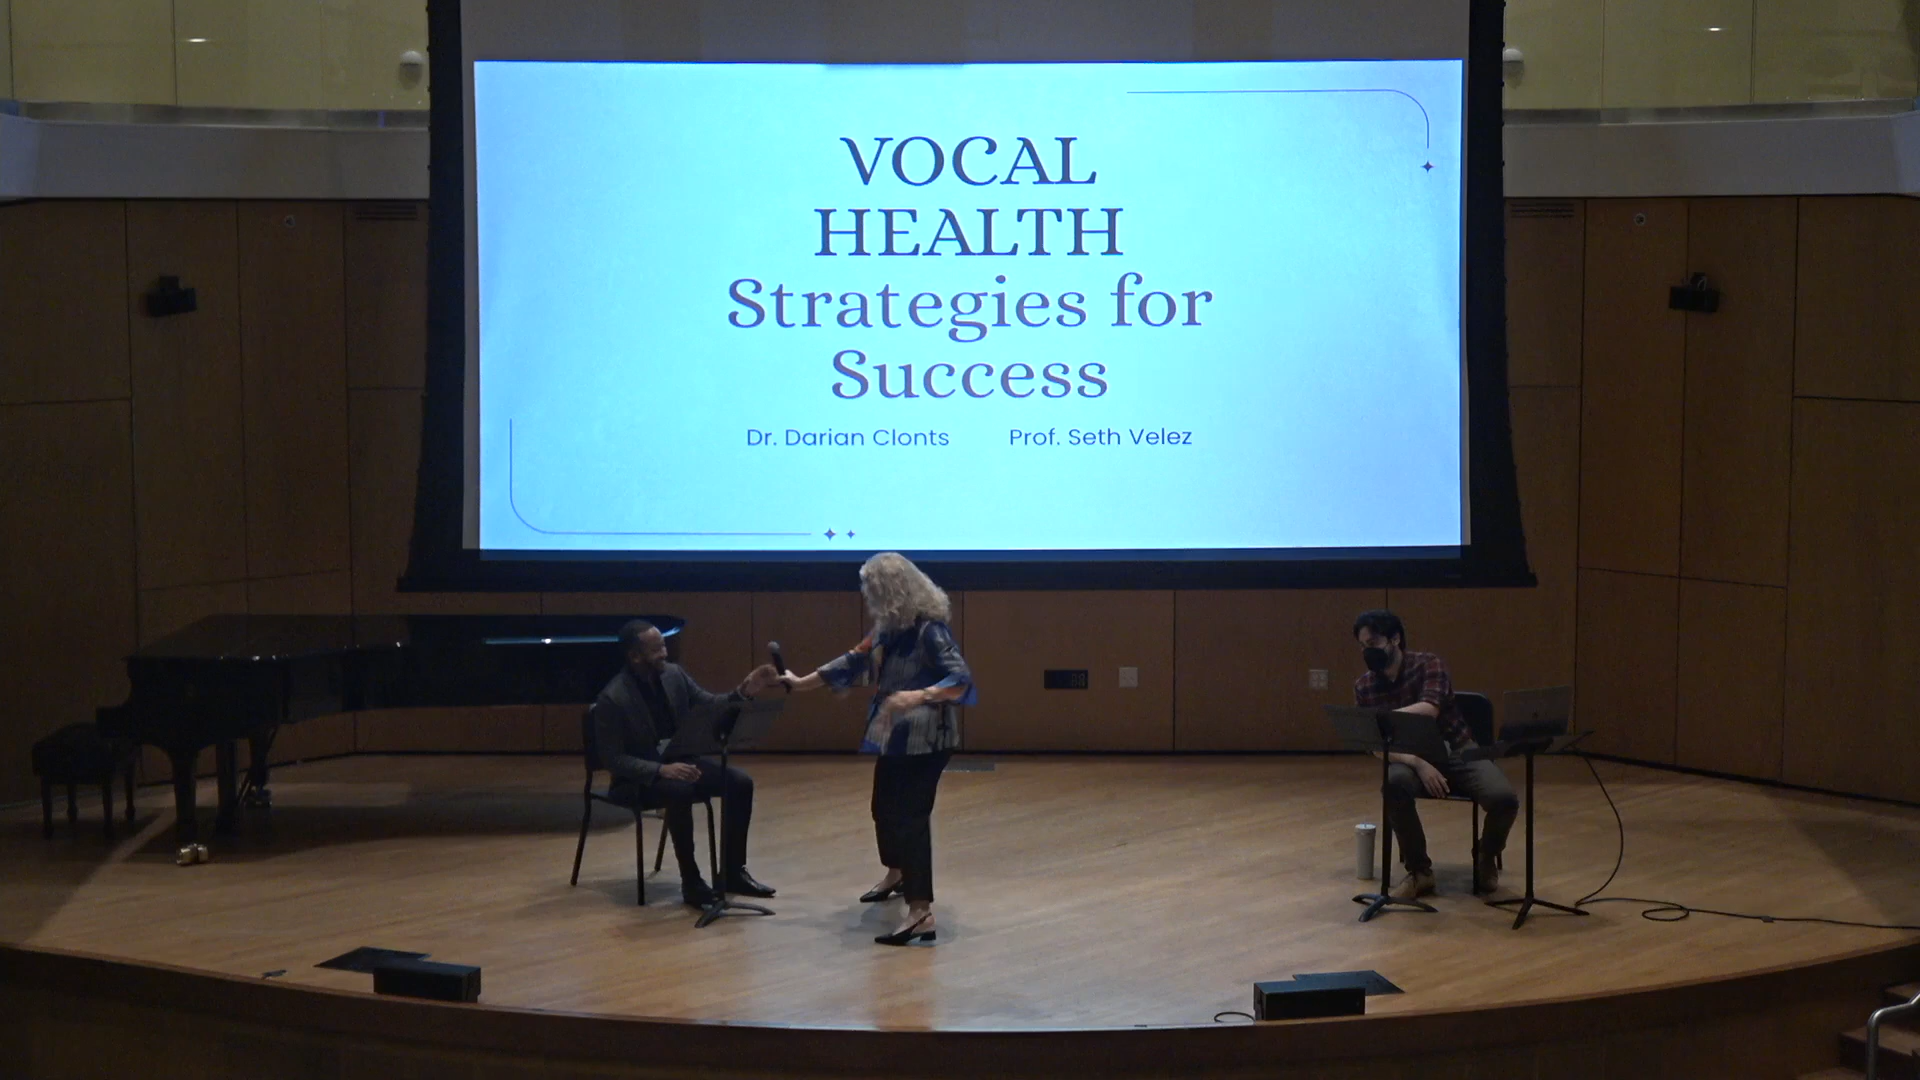 VOCAL
HEALTH
Strategies for
Success
Dr. Darian Clonts Prof. Seth Velez